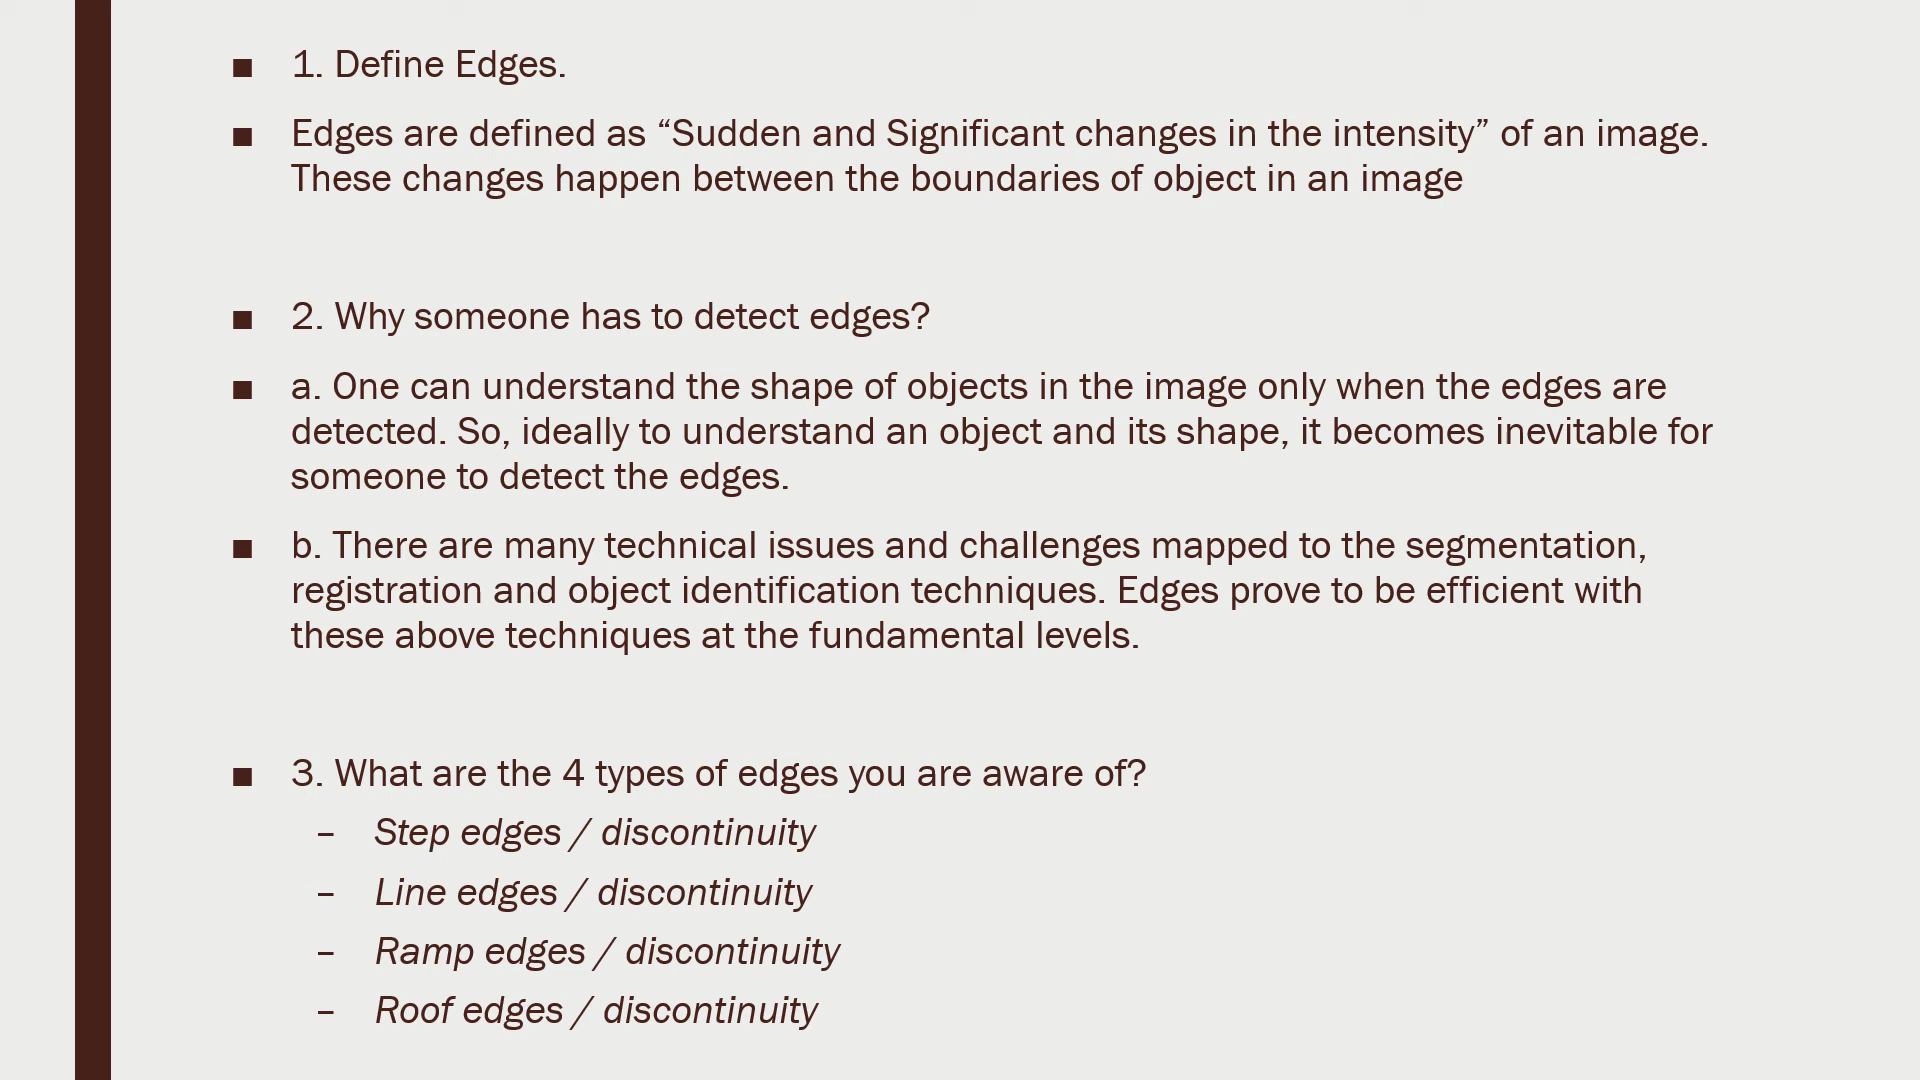 ■ 1. Define Edges.
■ Edges are defined as “Sudden and Significant changes in the intensity” of an image.
These changes happen between the boundaries of object in an image
■ 2. Why someone has to detect edges?
■ a. One can understand the shape of objects in the image only when the edges are
detected. So, ideally to understand an object and its shape, it becomes inevitable for
someone to detect the edges.
■ b. There are many technical issues and challenges mapped to the segmentation,
registration and object identification techniques. Edges prove to be efficient with
these above techniques at the fundamental levels.
■ 3. What are the 4 types of edges you are aware of?
– Step edges / discontinuity
– Line edges / discontinuity
– Ramp edges / discontinuity
– Roof edges / discontinuity